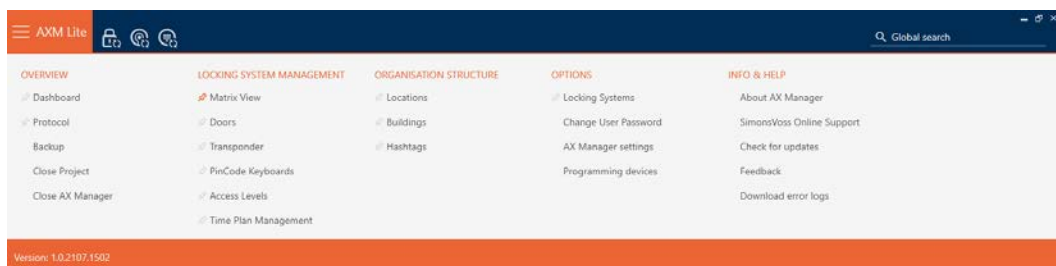 AXM Lite
Global search
OVERVIEW
Dashboard
Protocol
Backup
Close Project
Close AX Manager
LOCKING SYSTEM MANAGEMENT
Matrix View
Doors
Transponder
PinCode Keyboards
Access Levels
Time Plan Management
ORGANISATION STRUCTURE
Locations
Buildings
Hashtags
OPTIONS
Locking Systems
Change User Password
AX Manager settings
Programming devices
INFO & HELP
About AX Manager
SimonsVoss Online Support
Check for updates
Feedback
Download error logs
Version: 1.0.2107.1502